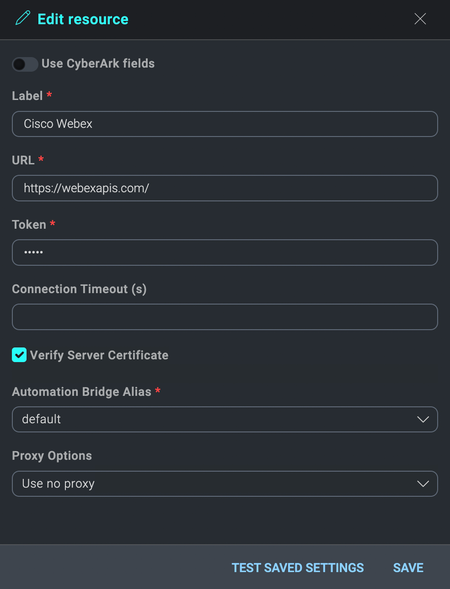 Edit resource
Use CyberArk fields
Label *
Cisco Webex
URL *
https://webexapis.com/
Token *
•••••
Connection Timeout (s)
Verify Server Certificate
Automation Bridge Alias *
default
Proxy Options
Use no proxy
TEST SAVED SETTINGS SAVE